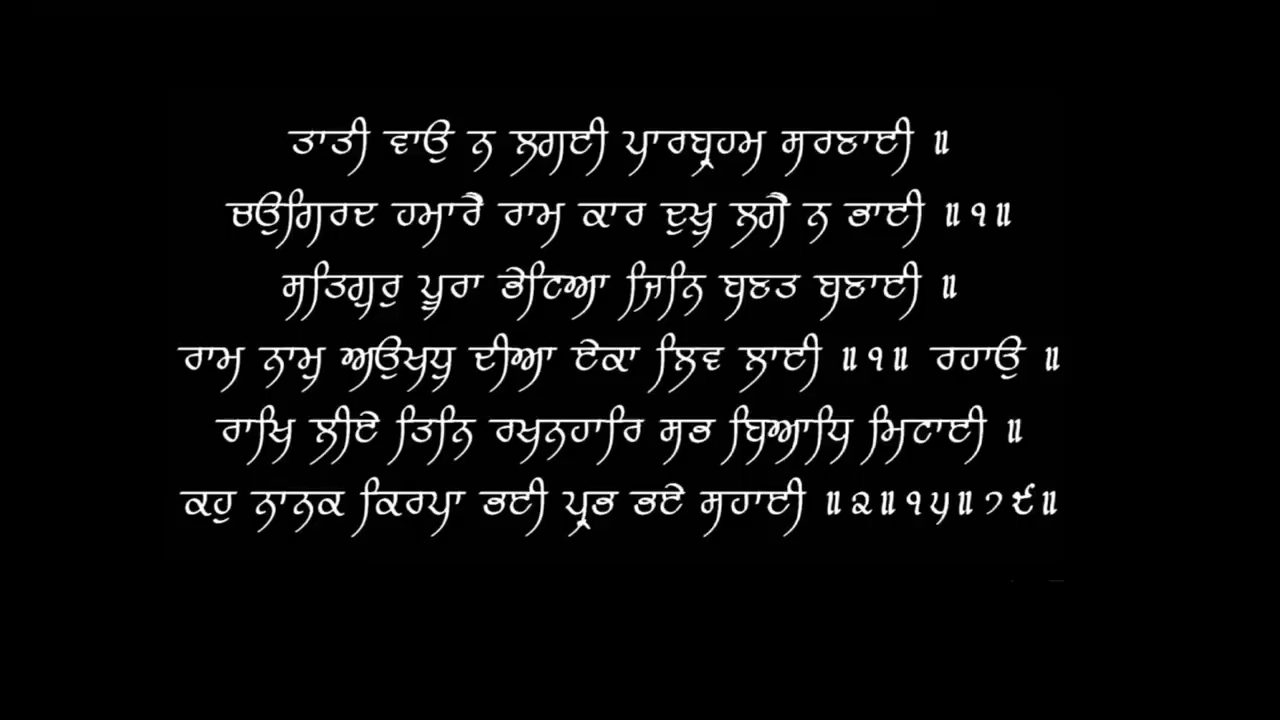 ਤਾਤੀ ਵਾਉ ਨ ਲਗਈ ਪਾਰਬ੍ਰਹਮ ਸਰਣਾਈ ॥
ਚਉਗਿਰਦ ਹਮਾਰੈ ਰਾਮ ਕਾਰ ਦੁਖੁ ਲਗੈ ਨ ਭਾਈ ॥੧॥
ਸਤਿਗੁਰੁ ਪੂਰਾ ਭੇਟਿਆ ਜਿਨਿ ਬਣਤ ਬਣਾਈ ॥
ਰਾਮ ਨਾਮੁ ਅਉਖਧੁ ਦੀਆ ਏਕਾ ਲਿਵ ਲਾਈ ॥੧॥ ਰਹਾਉ ॥
ਰਾਖਿ ਲੀਏ ਤਿਨਿ ਰਖਨਹਾਰਿ ਸਭ ਬਿਆਧਿ ਮਿਟਾਈ ॥
ਕਹੁ ਨਾਨਕ ਕਿਰਪਾ ਭਈ ਪ੍ਰਭ ਭਏ ਸਹਾਈ ॥੨॥੧੫॥੭੯॥